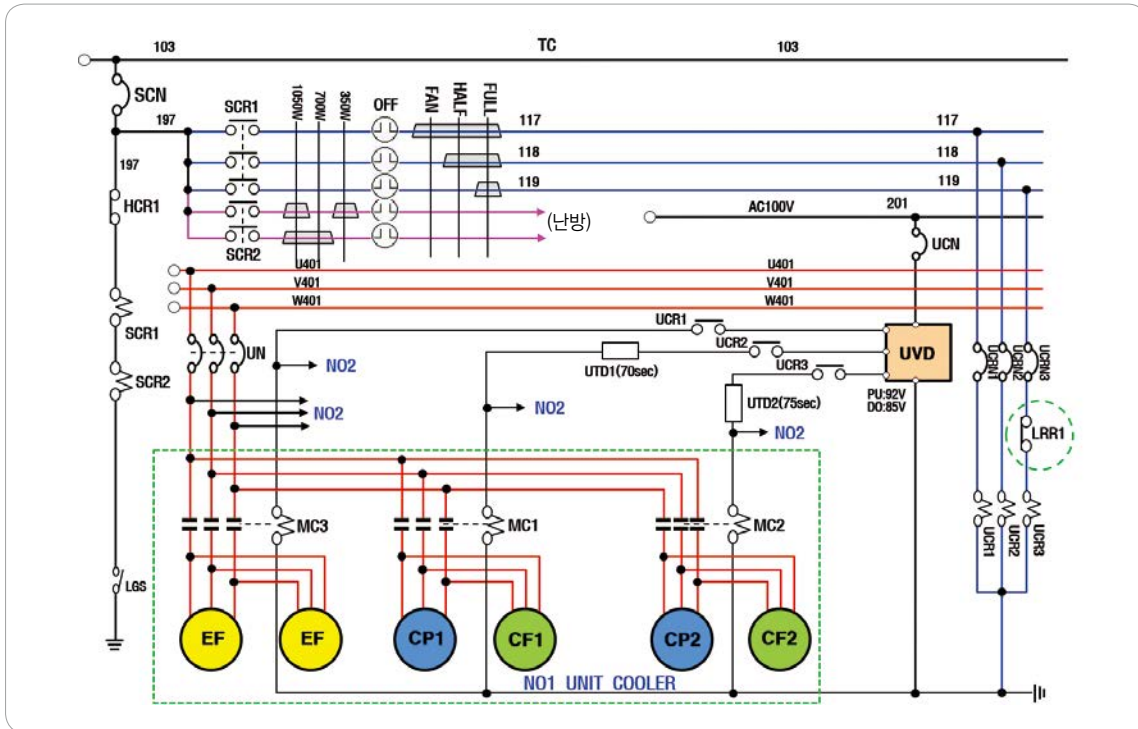 103 TC 103
SCN
SCR1
1050W
700W
350W
OFF
FAN
HALF
FULL
197
117 117
118 118
197
119 119
HCR1
AC100V 201
(난방)
SCR2
UCN
U401 U401
V401 V401
W401 W401
SCR1
UCR1
UN
UCR2
UVD
UCRN1
UCRN2
UCRN3
NO2
UCR3
SCR2
UTD1(70sec)
PU:92V
DO:85V
UTD2(75sec)
NO2
NO2
NO2
LRR1
MC3
MC1
MC2
UCR1
UCR2
UCR3
LGS
EF
EF
CP1
CF1
CP2
CF2
NO1 UNIT COOLER